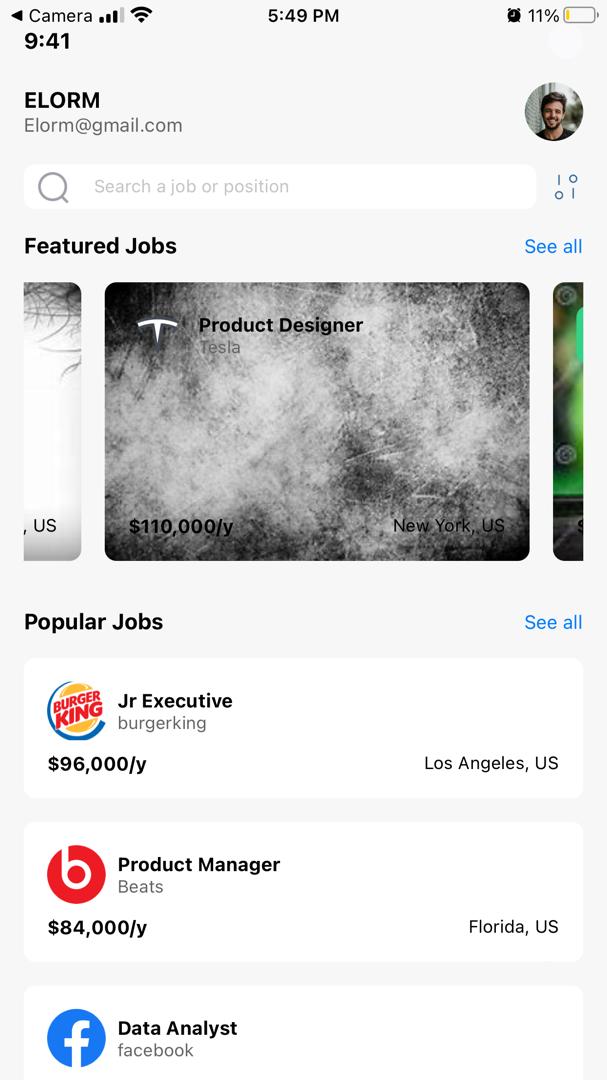 Camera 5:49 PM 11%
9:41
ELORM
Elorm@gmail.com
Search a job or position
Featured Jobs See all
Product Designer
Tesla
, US
$110,000/y New York, US
Popular Jobs See all
BURGER
KING
Jr Executive
burgerking
$96,000/y Los Angeles, US
Product Manager
Beats
$84,000/y Florida, US
Data Analyst
facebook